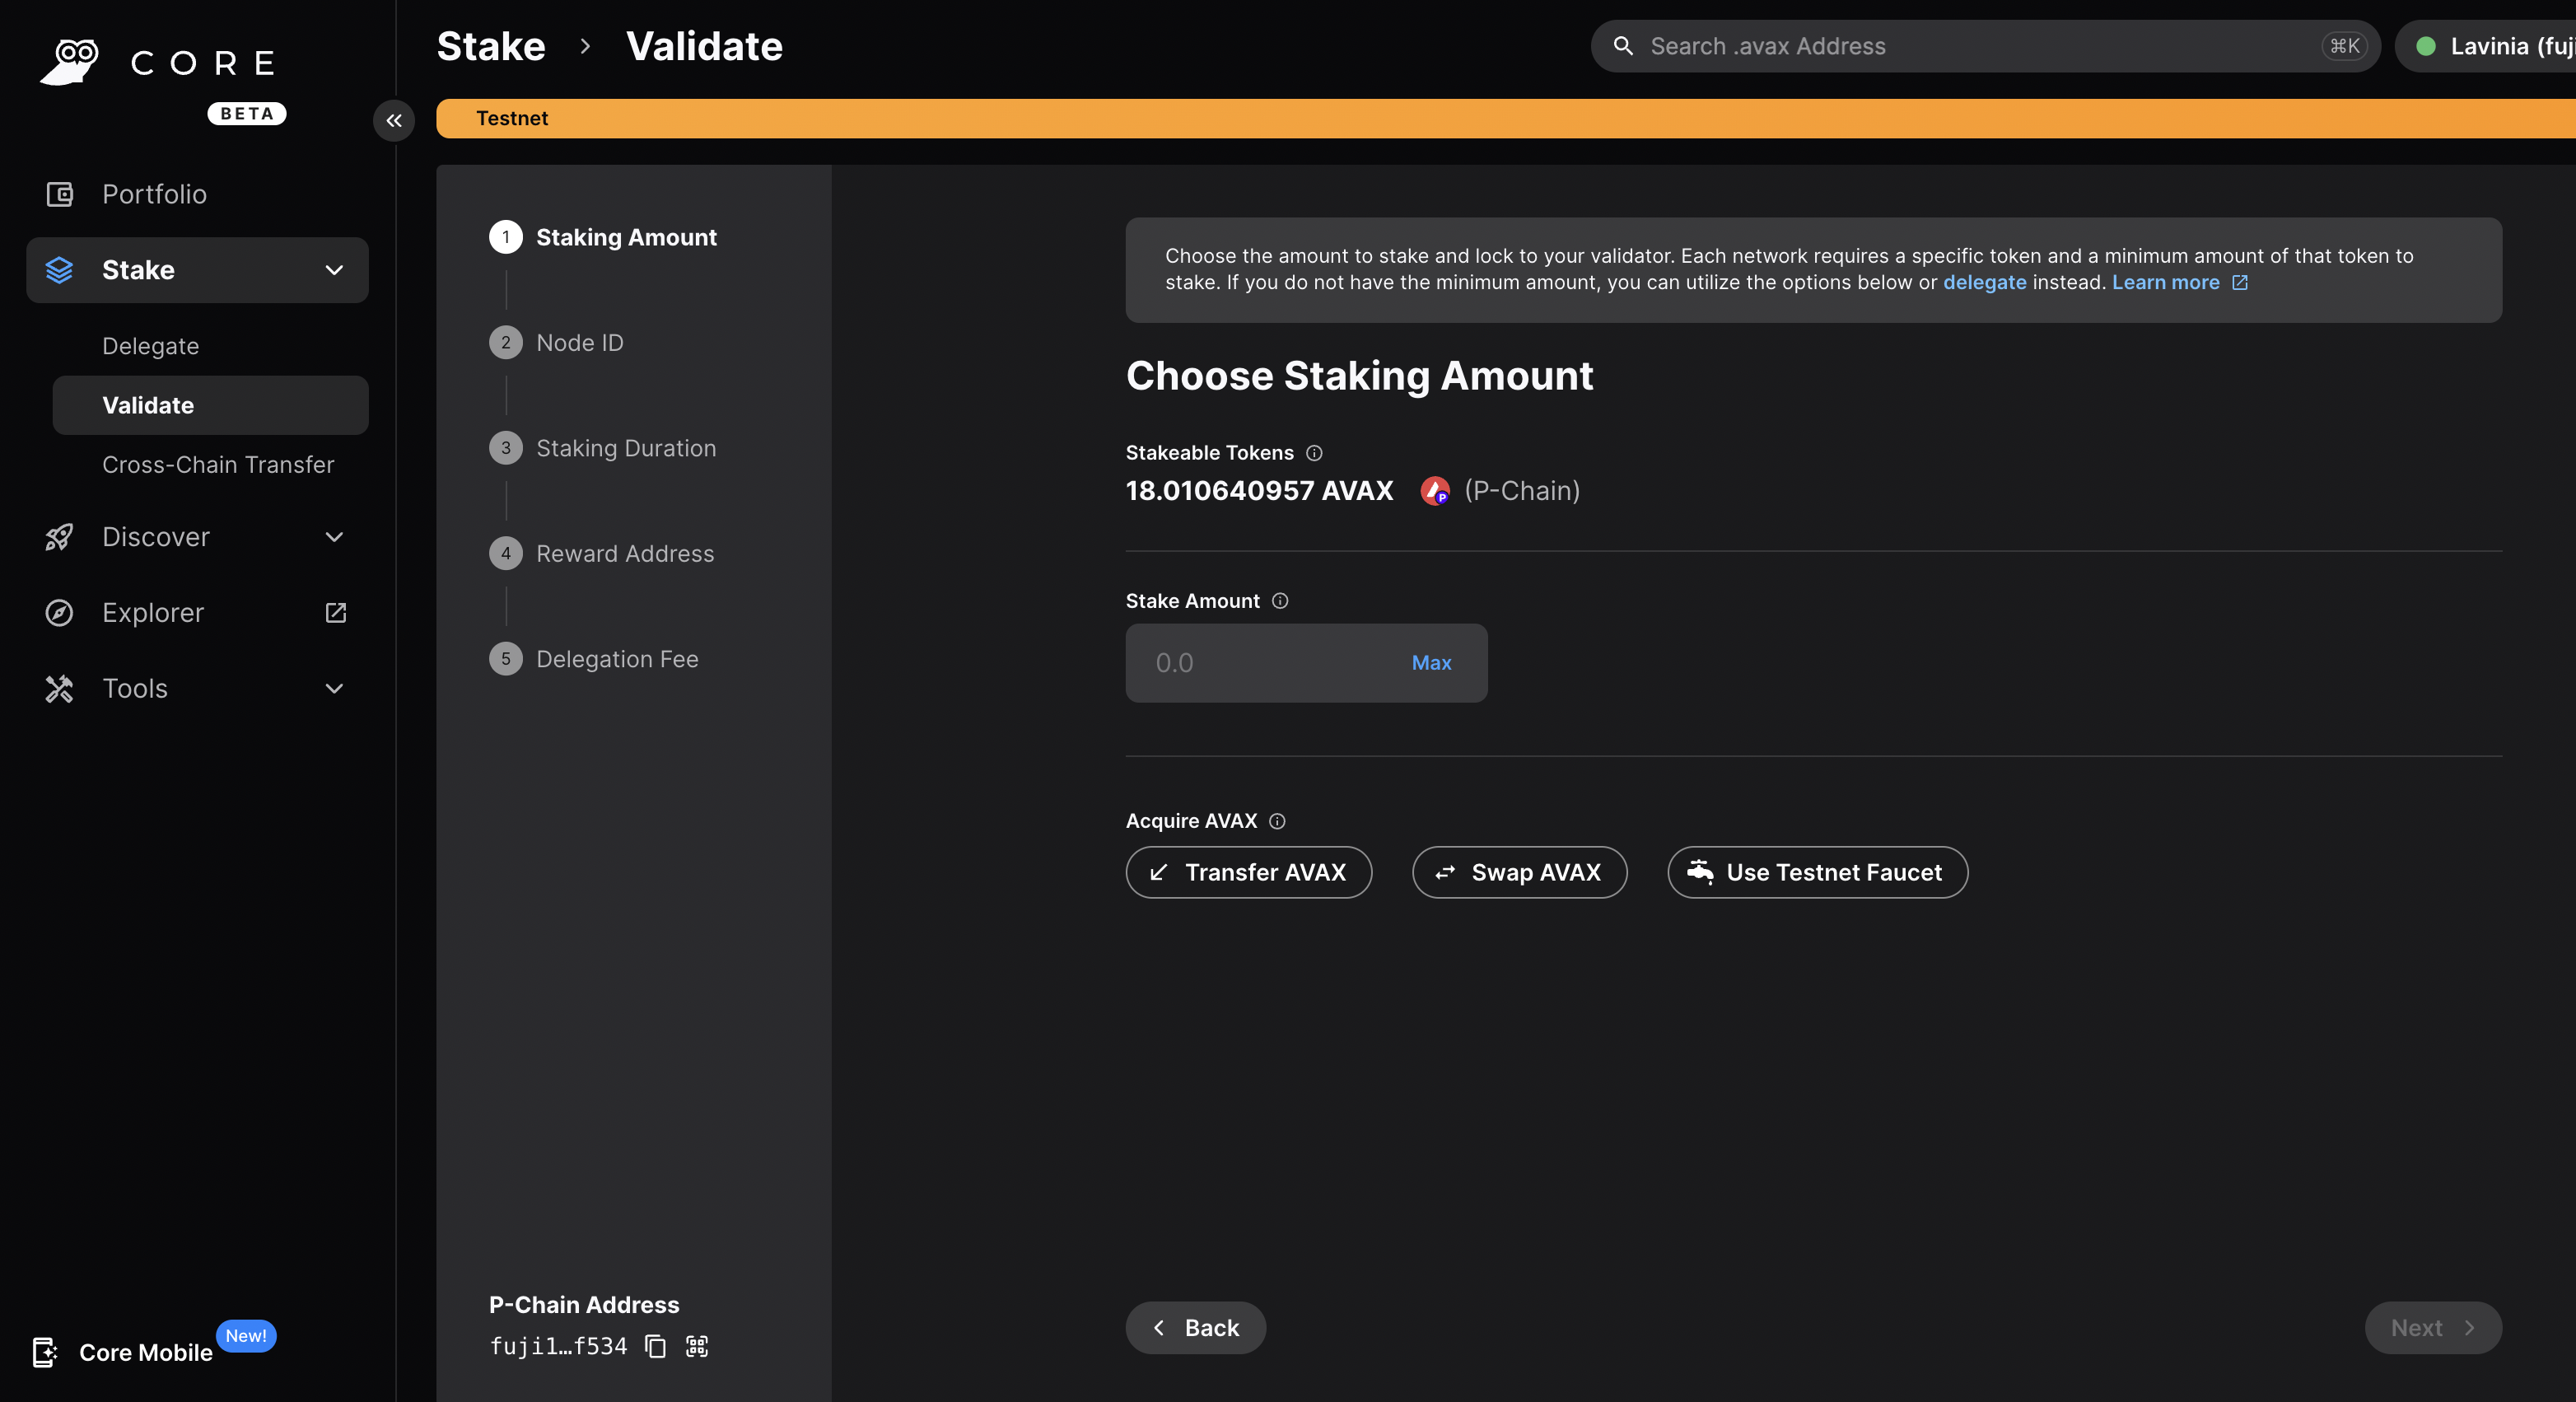 CORE
BETA
Portfolio
Stake
Delegate
Validate
Cross-Chain Transfer
Discover
Explorer
Tools
Core Mobile
New!
Stake > Validate
Search .avax Address
⌘K
Lavinia (fuji
Testnet
1 Staking Amount
2 Node ID
3 Staking Duration
4 Reward Address
5 Delegation Fee
P-Chain Address
fuji1…f534
Choose the amount to stake and lock to your validator. Each network requires a specific token and a minimum amount of that token to
stake. If you do not have the minimum amount, you can utilize the options below or delegate instead. Learn more
Choose Staking Amount
Stakeable Tokens
18.010640957 AVAX (P-Chain)
Stake Amount
0.0 Max
Acquire AVAX
Transfer AVAX Swap AVAX Use Testnet Faucet
Back Next